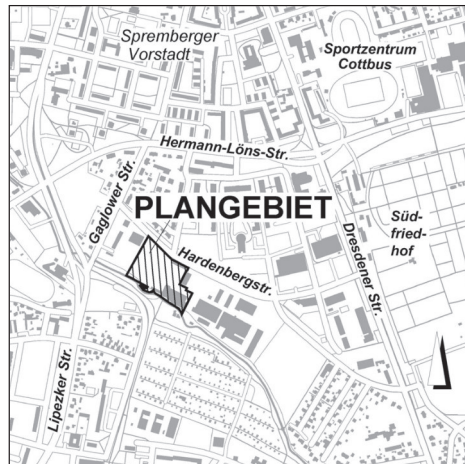 Spremberger
Vorstadt
Sportzentrum
Cottbus
Hermann-Löns-Str.
Gaglower Str.
PLANGEBIET
Süd-
fried-
hof
Hardenbergstr.
Dresdener Str.
Lipezker Str.